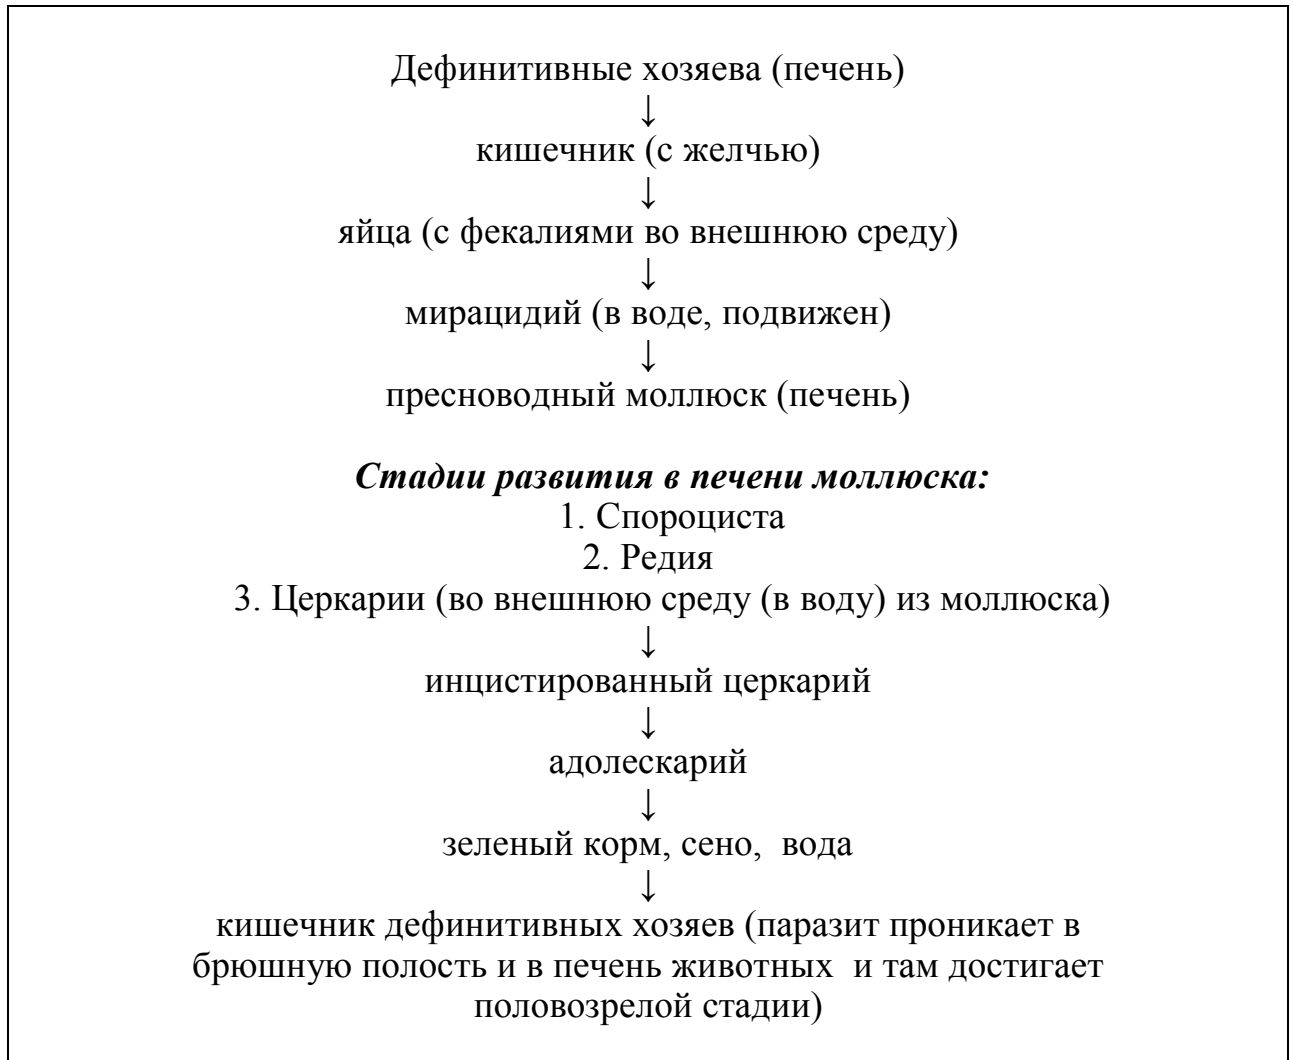 Дефинитивные хозяева (печень)
↓
кишечник (с желчью)
↓
яйца (с фекалиями во внешнюю среду)
↓
мирацидий (в воде, подвижен)
↓
пресноводный моллюск (печень)
Стадии развития в печени моллюска:
1. Спороциста
2. Редия
3. Церкарии (во внешнюю среду (в воду) из моллюска)
↓
инцистированный церкарий
↓
адолескарий
↓
зеленый корм, сено, вода
↓
кишечник дефинитивных хозяев (паразит проникает в
брюшную полость и в печень животных и там достигает
половозрелой стадии)